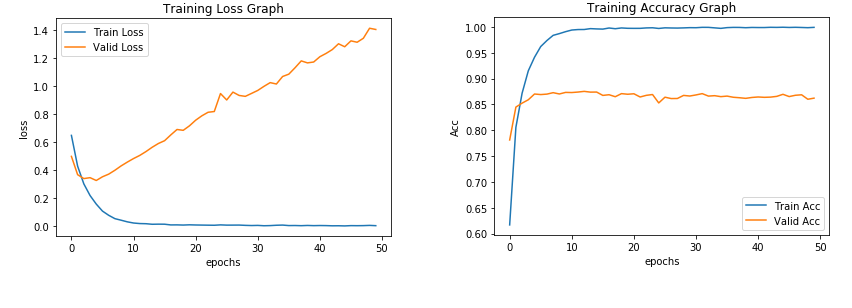 Training Loss Graph
Train Loss
Valid Loss
1.4
1.2
1.0
0.8
0.6
0.4
0.2
0.0
loss
0 10 20 30 40 50
epochs
Training Accuracy Graph
1.00
0.95
0.90
0.85
0.80
0.75
0.70
0.65
0.60
Acc
Train Acc
Valid Acc
0 10 20 30 40 50
epochs